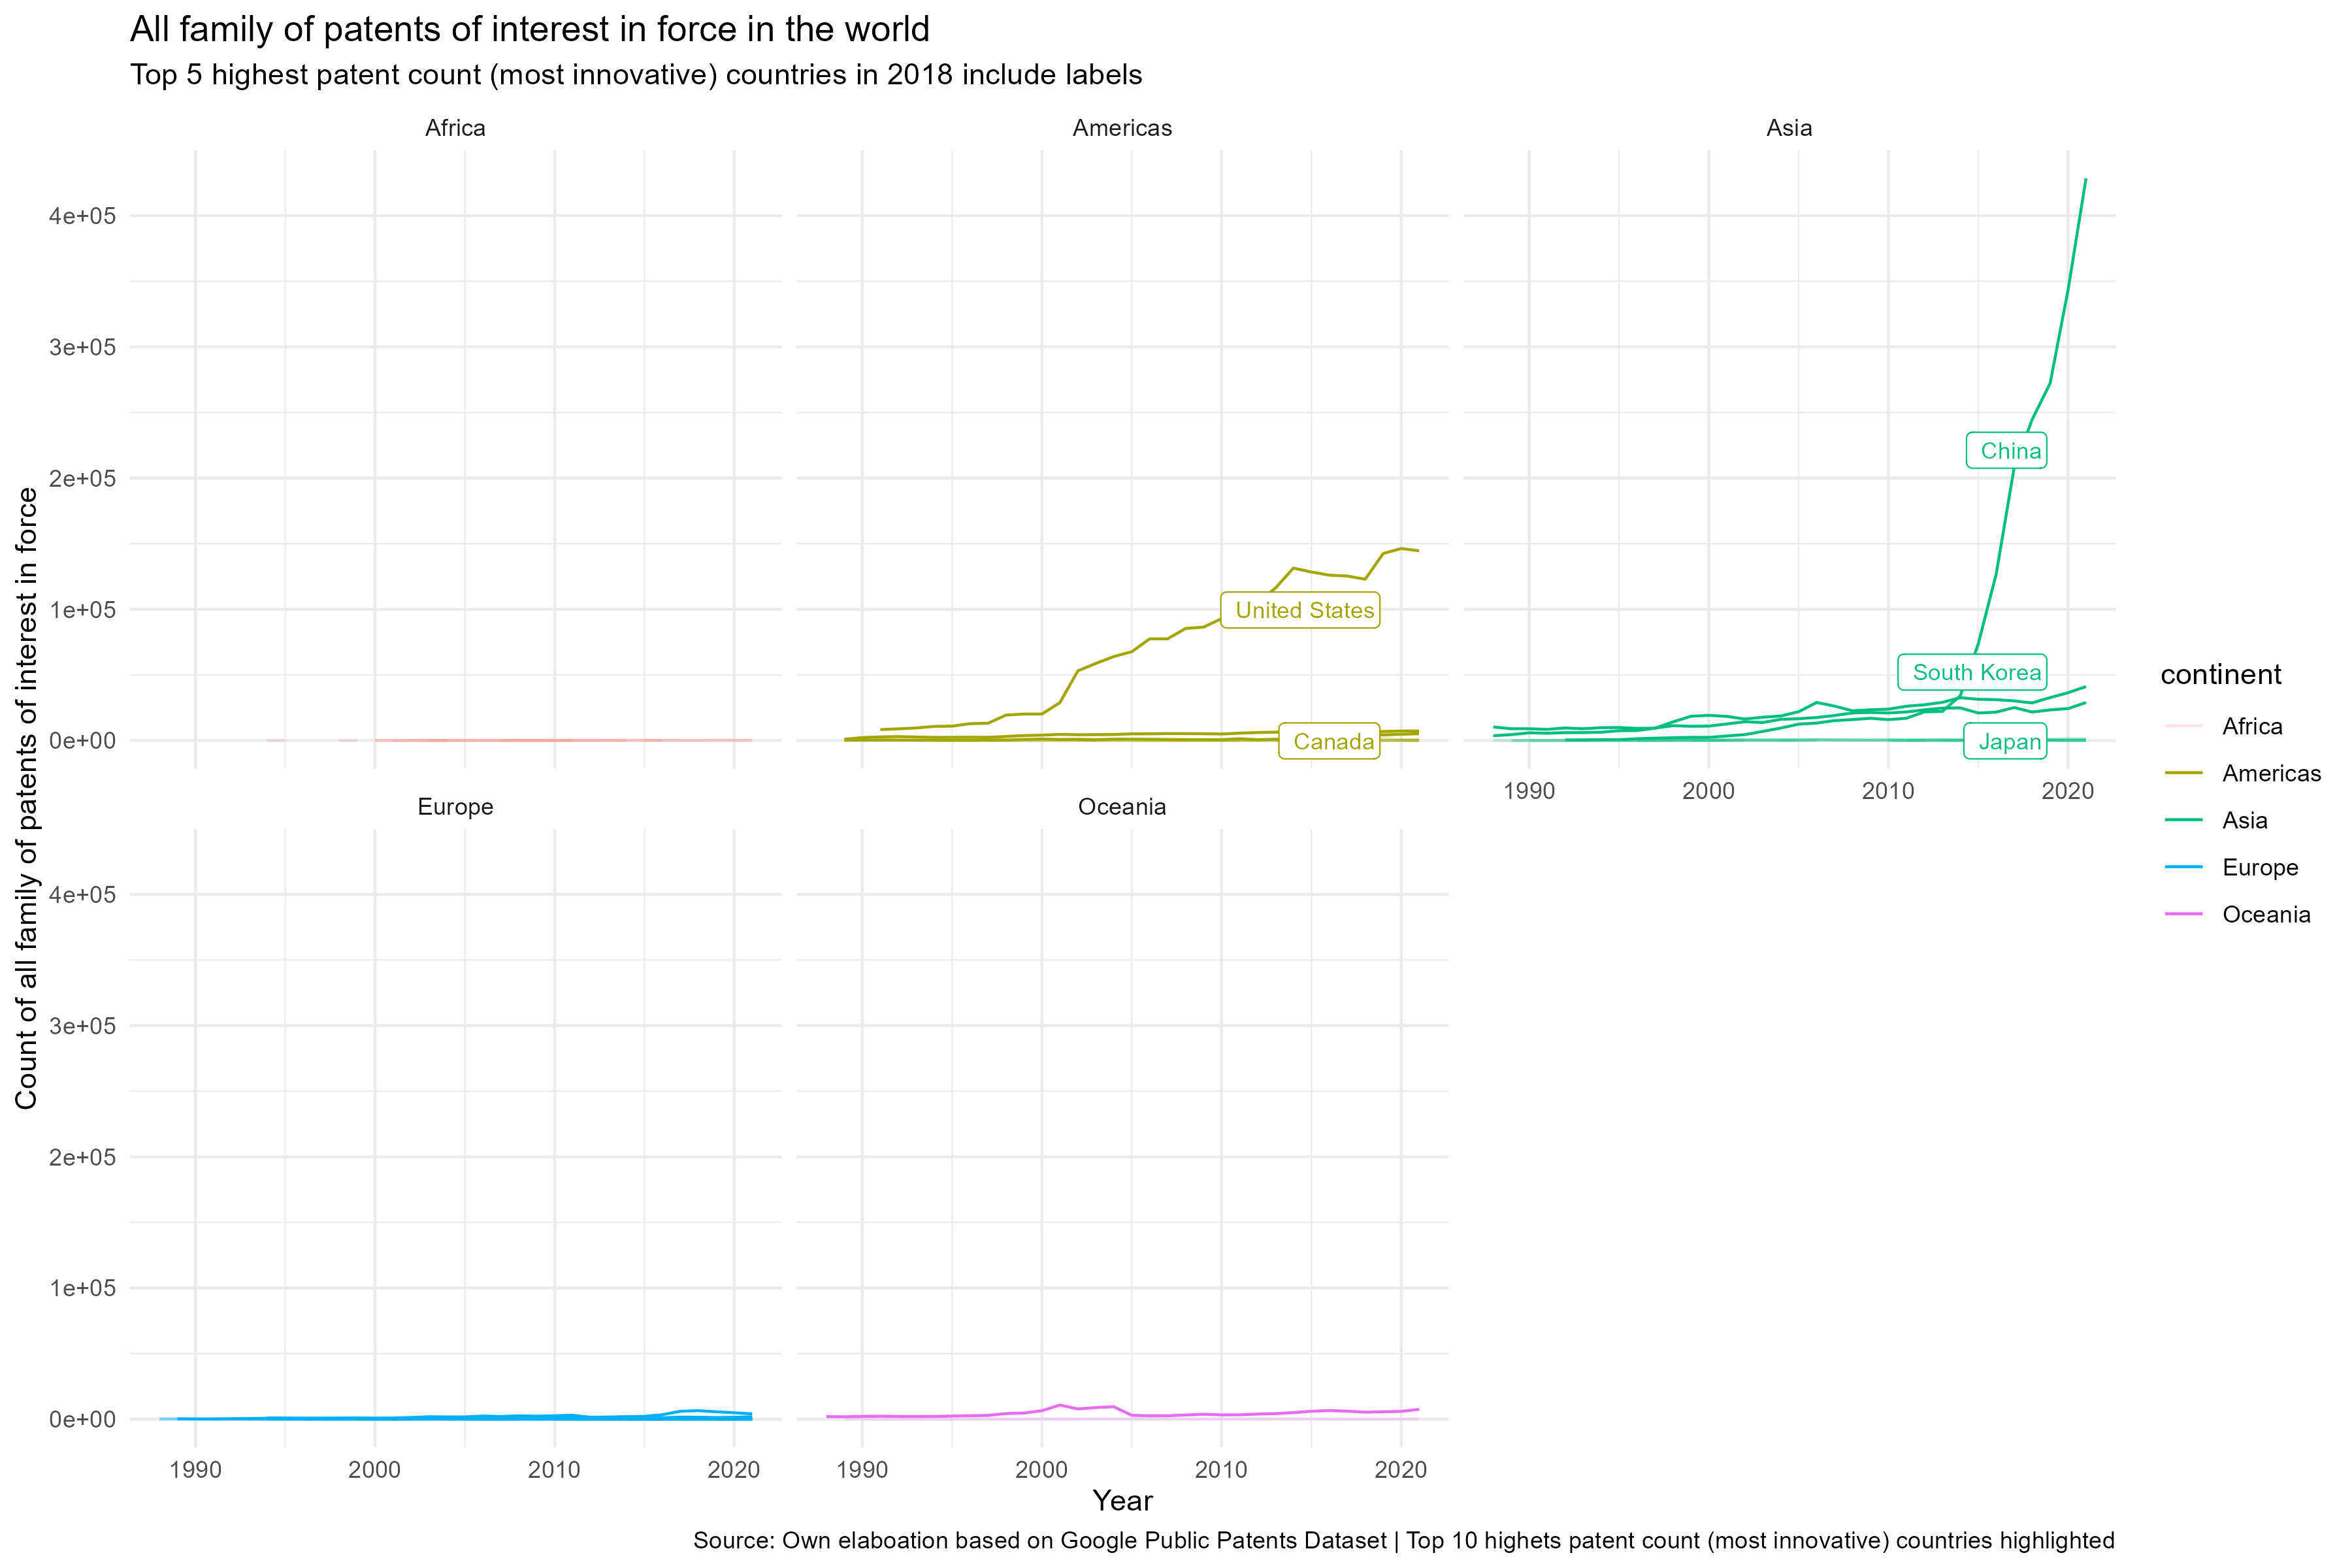 All family of patents of interest in force in the world
Top 5 highest patent count (most innovative) countries in 2018 include labels
Africa
Americas
Asia
4e+05
3e+05
2e+05
1e+05
0e+00
China
United States
South Korea
Canada
Japan
1990
2000
2010
2020
Europe
Oceania
4e+05
3e+05
2e+05
1e+05
0e+00
1990
2000
2010
2020
1990
2000
2010
2020
Year
Count of all family of patents of interest in force
continent
Africa
Americas
Asia
Europe
Oceania
Source: Own elaboation based on Google Public Patents Dataset | Top 10 highets patent count (most innovative) countries highlighted